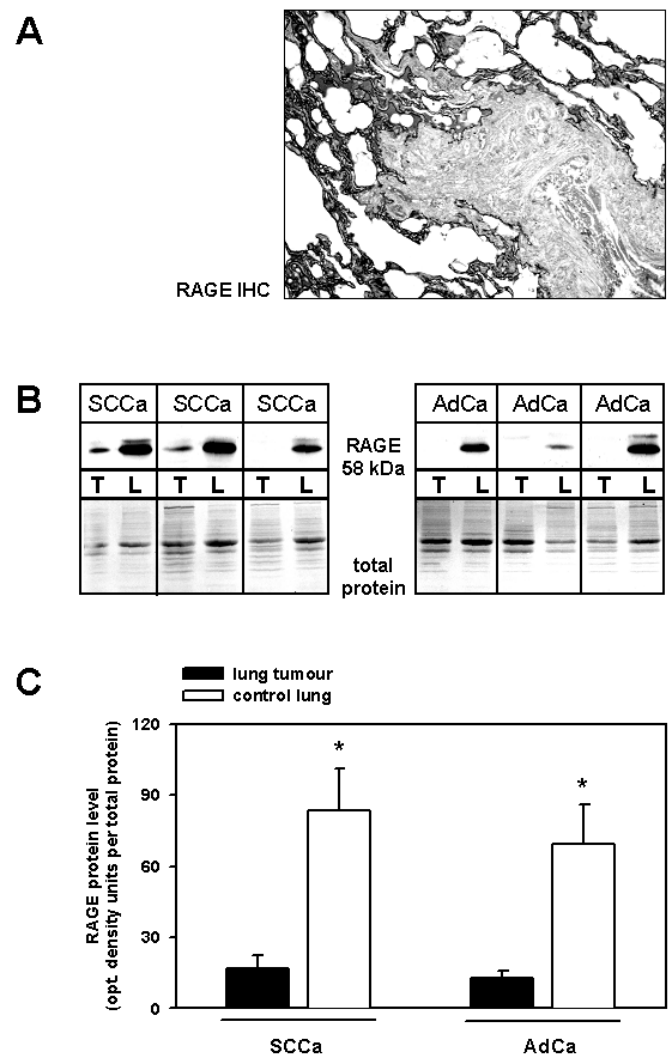 A
RAGE IHC
B
SCCa SCCa SCCa AdCa AdCa AdCa
RAGE
58 kDa
T L T L T L T L T L T L
total
protein
C
lung tumour
control lung
RAGE protein level
(opt. density units per total protein)
120
90
60
30
0
* *
SCCa AdCa